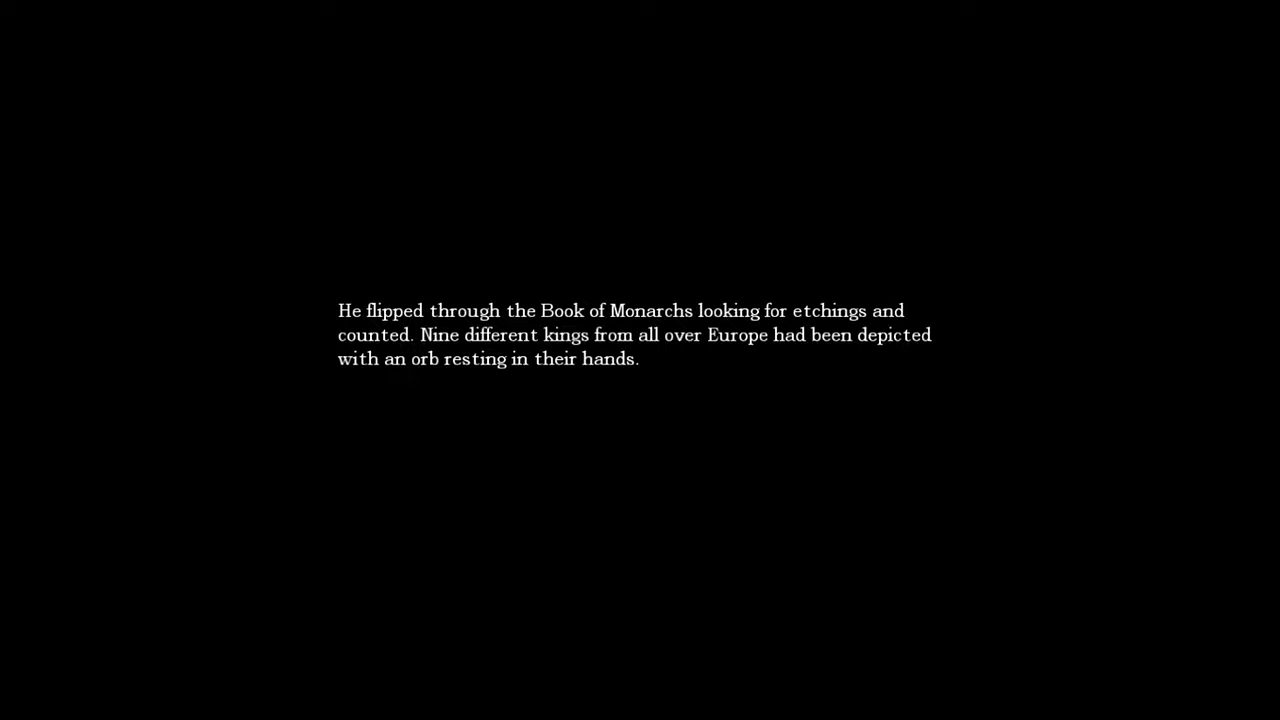 He flipped through the Book of Monarchs looking for etchings and
counted. Nine different kings from all over Europe had been depicted
with an orb resting in their hands.